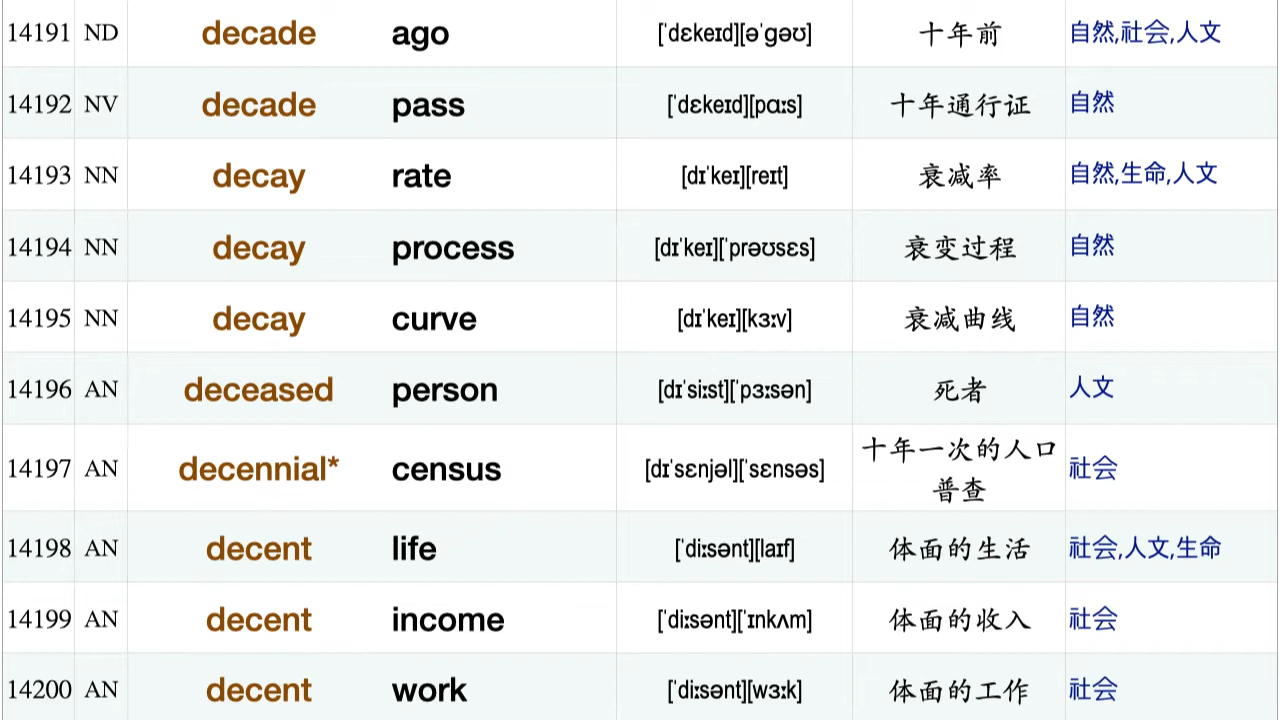 14191 ND decade ago [ˈdɛkeɪd][əˈɡəʊ] 十年前 自然,社会,人文
14192 NV decade pass [ˈdɛkeɪd][pɑːs] 十年通行证 自然
14193 NN decay rate [dɪˈkeɪ][reɪt] 衰减率 自然,生命,人文
14194 NN decay process [dɪˈkeɪ][ˈprəʊsɛs] 衰变过程 自然
14195 NN decay curve [dɪˈkeɪ][kɜːv] 衰减曲线 自然
14196 AN deceased person [dɪˈsiːst][ˈpɜːsən] 死者 人文
14197 AN decennial* census [dɪˈsɛnjəl][ˈsɛnsəs] 十年一次的人口
普查 社会
14198 AN decent life [ˈdiːsənt][laɪf] 体面的生活 社会,人文,生命
14199 AN decent income [ˈdiːsənt][ˈɪnkʌm] 体面的收入 社会
14200 AN decent work [ˈdiːsənt][wɜːk] 体面的工作 社会